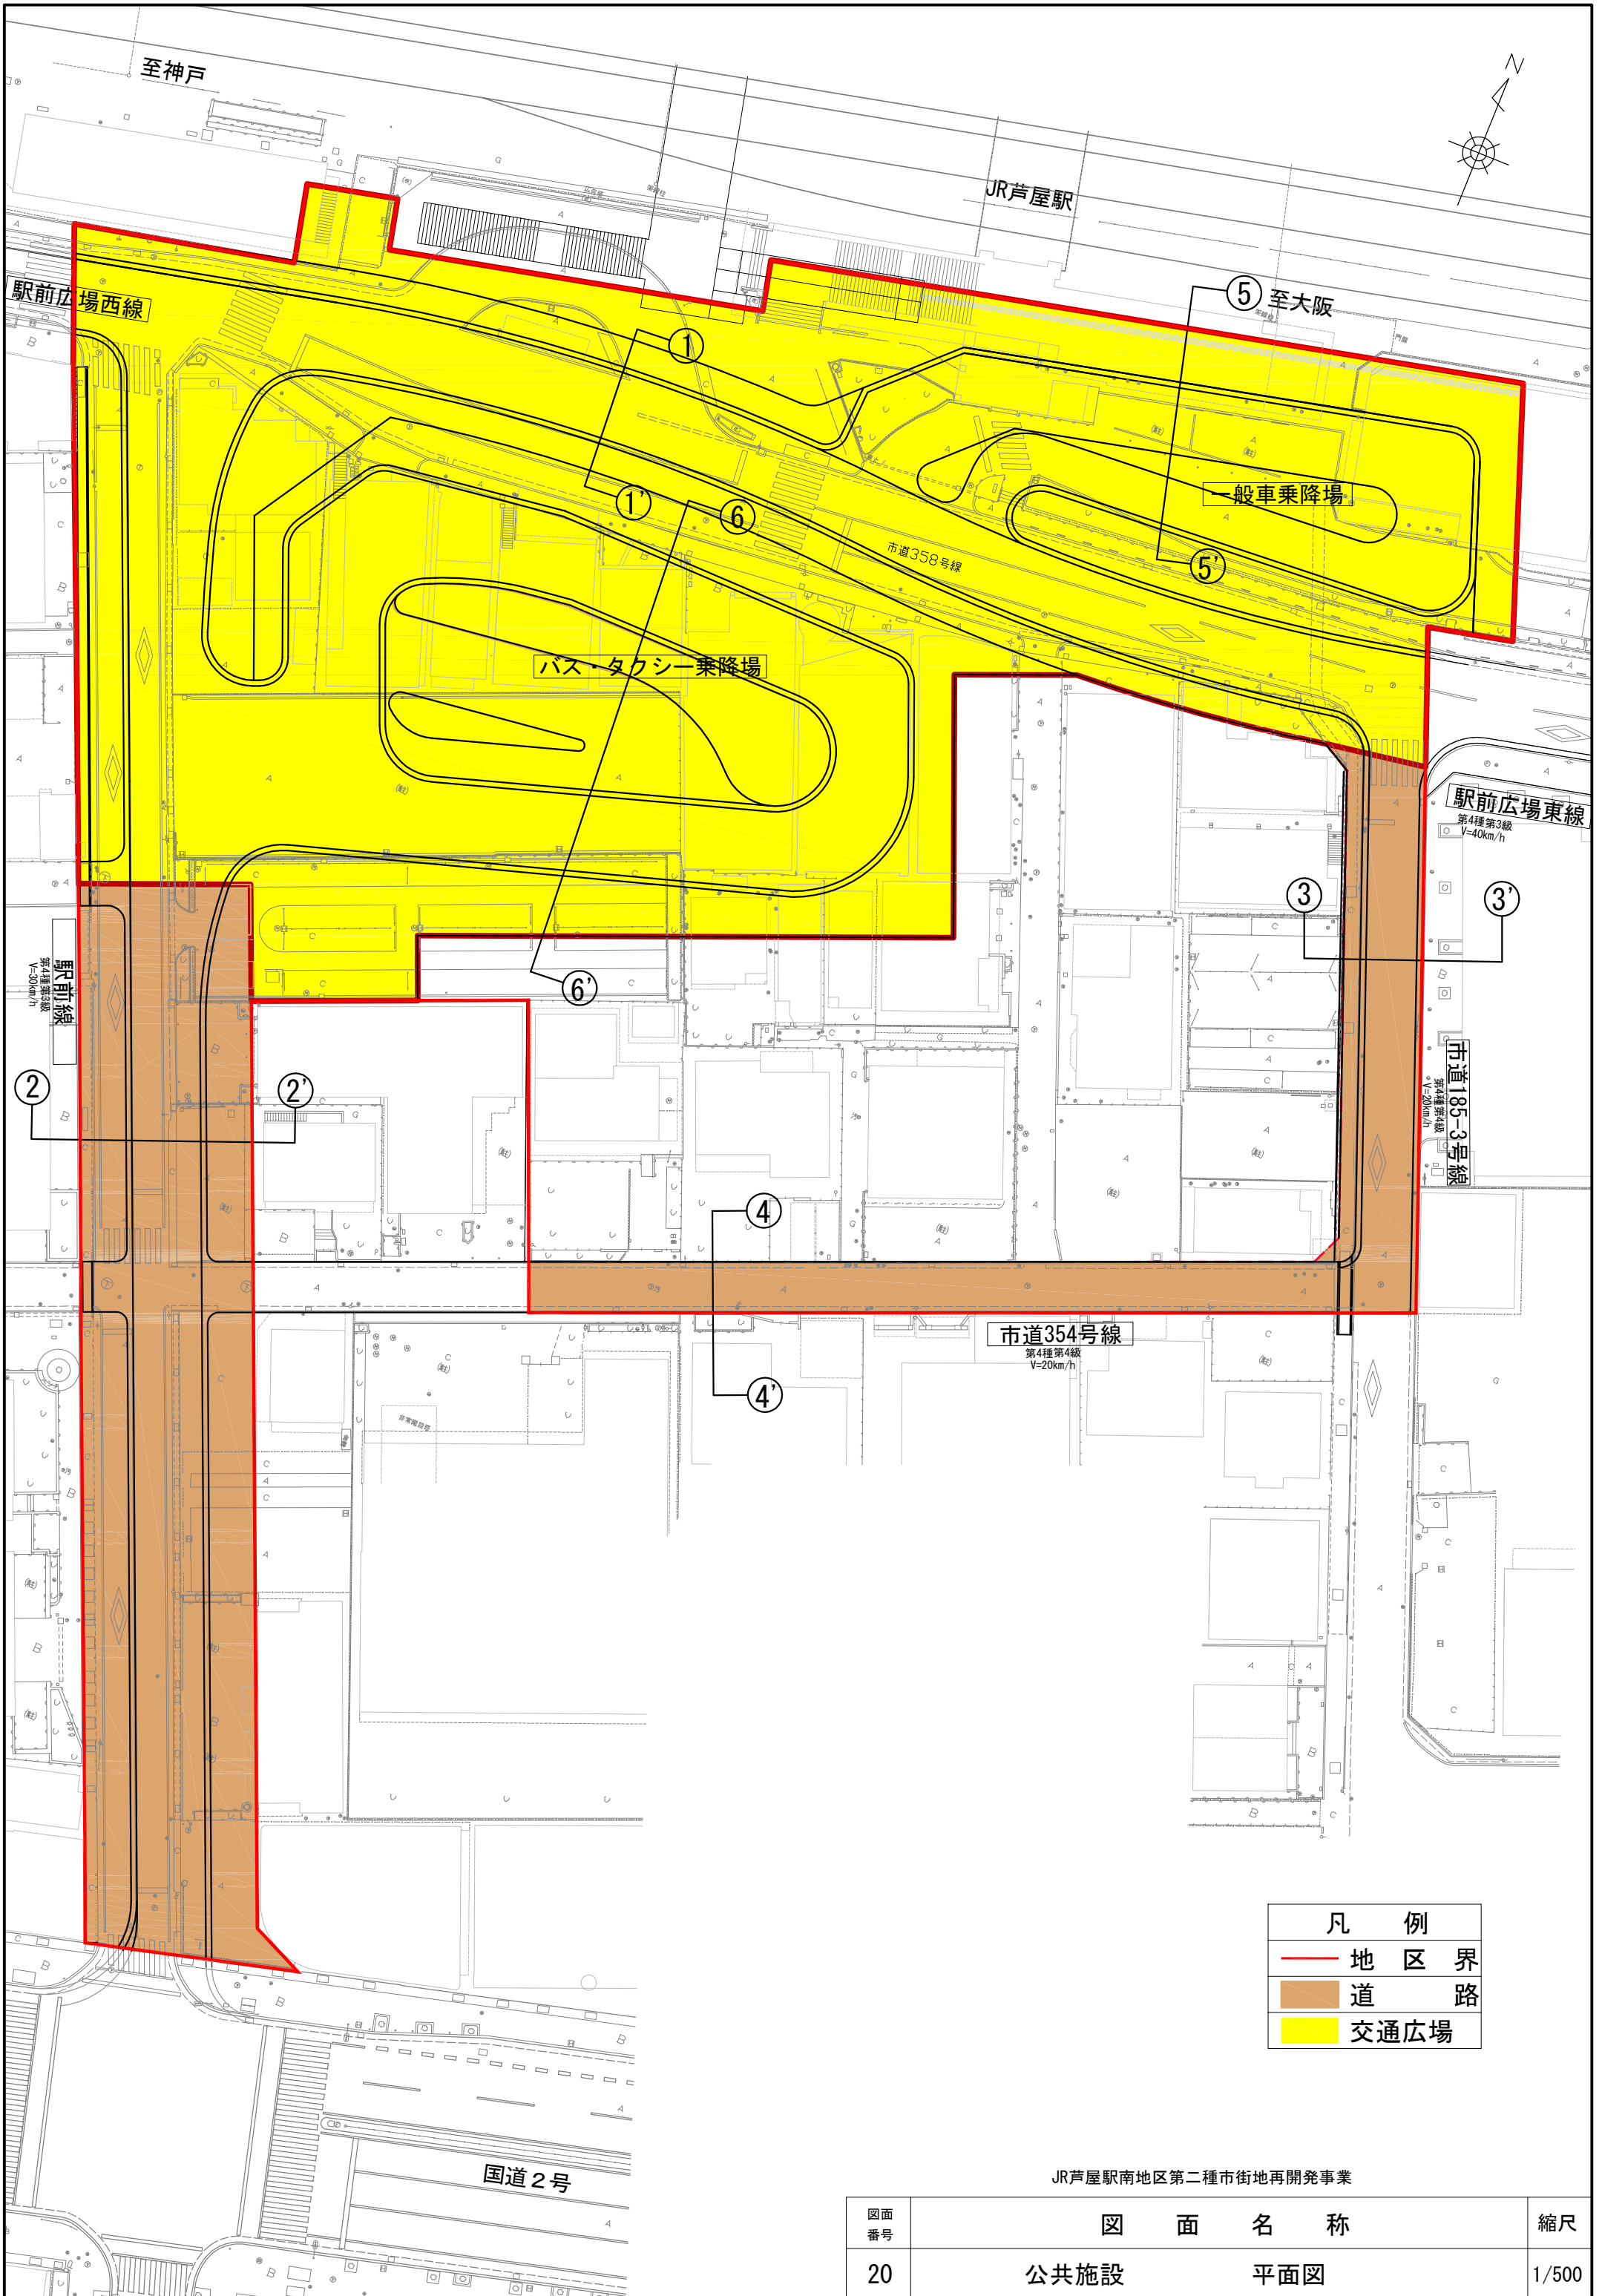 至神戸
N
JR芦屋駅
駅前広場西線
①
⑤ 至大阪
一般車乗降場
①'
⑥
⑤'
市道358号線
バス・タクシー乗降場
駅前広場東線
第4種第3級
V=40km/h
③
③'
駅前線
第4種第3級
V=30km/h
⑥'
②
②'
市道185-3号線
第4種第4級
V=20km/h
④
市道354号線
第4種第4級
V=20km/h
④'
非常階段塔
凡 例
地 区 界
道 路
交通広場
国道2号
JR芦屋駅南地区第二種市街地再開発事業
図面番号
図 面 名 称
縮尺
20
公共施設 平面図
1/500